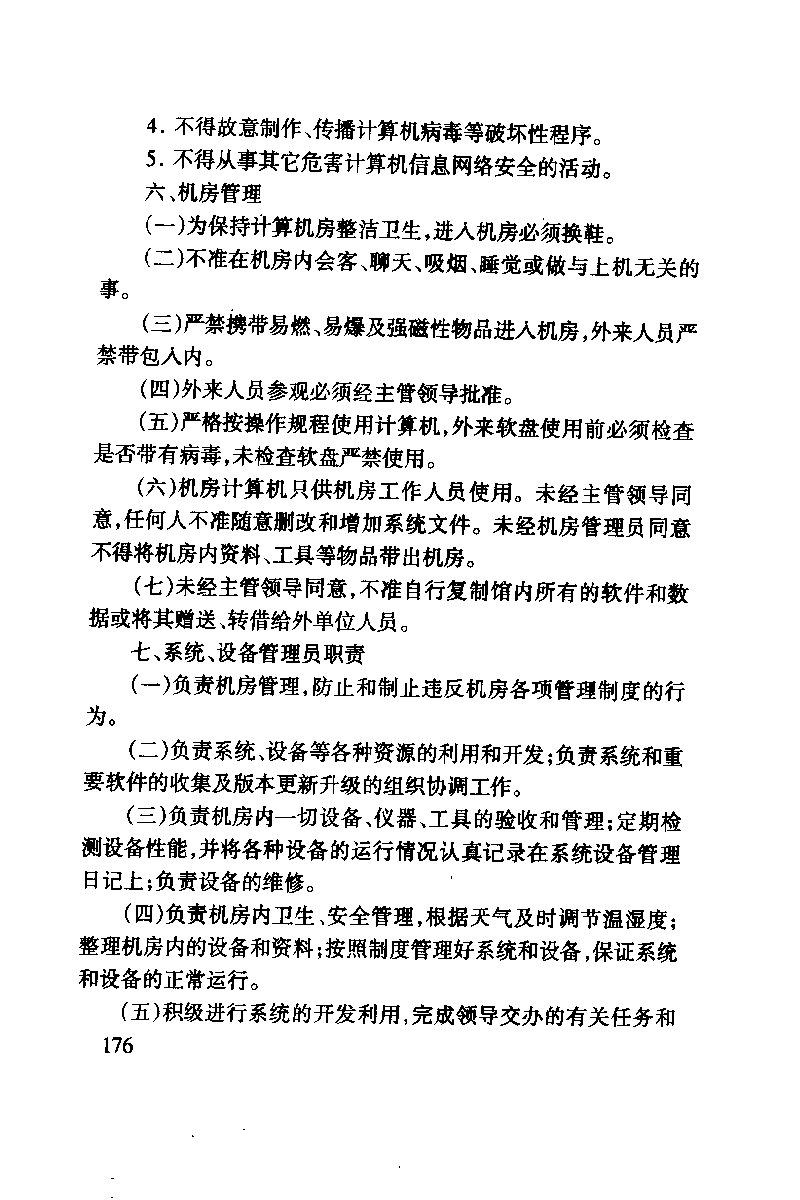 4. 不得故意制作、传播计算机病毒等破坏性程序。
5. 不得从事其它危害计算机信息网络安全的活动。
六、机房管理
(一)为保持计算机房整洁卫生,进入机房必须换鞋。
(二)不准在机房内会客、聊天、吸烟、睡觉或做与上机无关的
事。
(三)严禁携带易燃、易爆及强磁性物品进入机房,外来人员严
禁带包入内。
(四)外来人员参观必须经主管领导批准。
(五)严格按操作规程使用计算机,外来软盘使用前必须检查
是否带有病毒,未检查软盘严禁使用。
(六)机房计算机只供机房工作人员使用。未经主管领导同
意,任何人不准随意删改和增加系统文件。未经机房管理员同意
不得将机房内资料、工具等物品带出机房。
(七)未经主管领导同意,不准自行复制馆内所有的软件和数
据或将其赠送、转借给外单位人员。
七、系统、设备管理员职责
(一)负责机房管理,防止和制止违反机房各项管理制度的行
为。
(二)负责系统、设备等各种资源的利用和开发;负责系统和重
要软件的收集及版本更新升级的组织协调工作。
(三)负责机房内一切设备、仪器、工具的验收和管理;定期检
测设备性能,并将各种设备的运行情况认真记录在系统设备管理
日记上;负责设备的维修。
(四)负责机房内卫生、安全管理,根据天气及时调节温湿度;
整理机房内的设备和资料;按照制度管理好系统和设备,保证系统
和设备的正常运行。
(五)积级进行系统的开发利用,完成领导交办的有关任务和
176